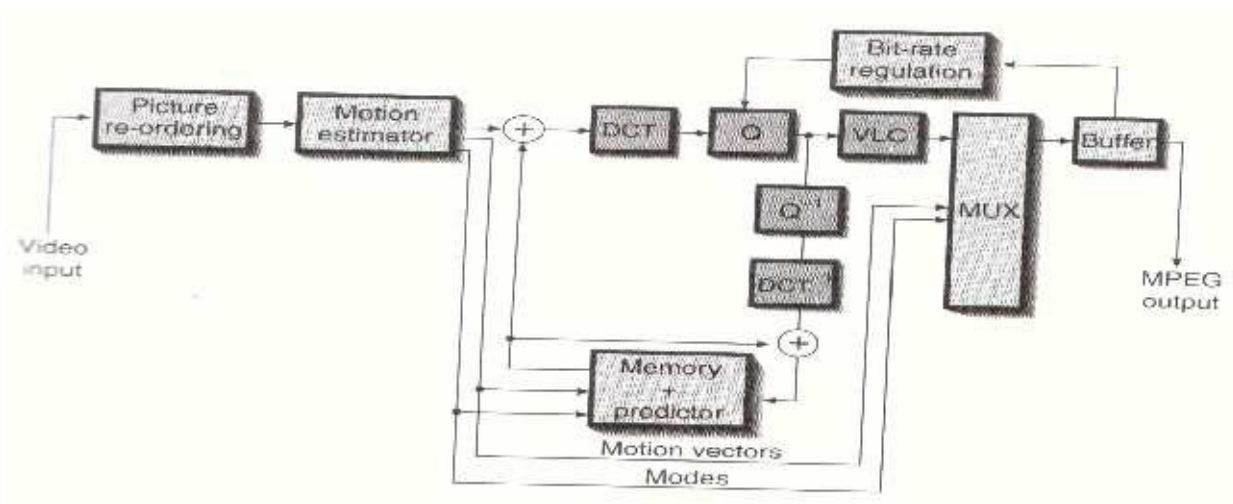 Bit-rate
regulation
Picture
re-ordering
Motion
estimator
+
DCT
Q
VLC
Buffer
Q⁻¹
MUX
Video
input
DCT⁻¹
MPEG
output
+
Memory
+
predictor
Motion vectors
Modes